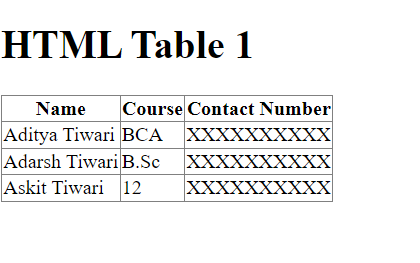 HTML Table 1
Name Course Contact Number
Aditya Tiwari BCA XXXXXXXXXX
Adarsh Tiwari B.Sc XXXXXXXXXX
Askit Tiwari 12 XXXXXXXXXX